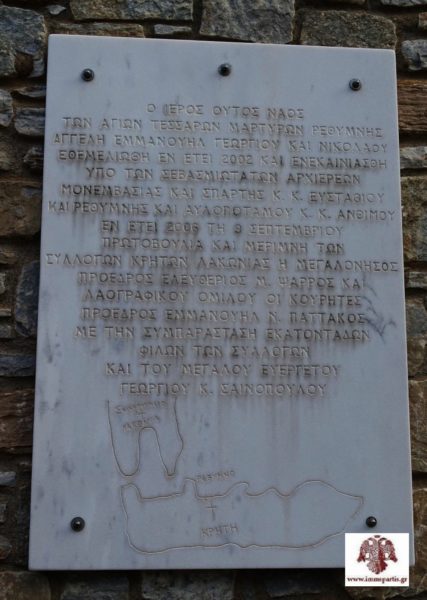 Ο ΙΕΡΟΣ ΟΥΤΟΣ ΝΑΟΣ
ΤΩΝ ΑΓΙΩΝ ΤΕΣΣΑΡΩΝ ΜΑΡΤΥΡΩΝ ΡΕΘΥΜΝΗΣ
ΑΓΓΕΛΗ ΕΜΜΑΝΟΥΗΛ ΓΕΩΡΓΙΟΥ ΚΑΙ ΝΙΚΟΛΑΟΥ
ΕΘΕΜΕΛΙΩΘΗ ΕΝ ΕΤΕΙ 2002 ΚΑΙ ΕΝΕΚΑΙΝΙΑΣΘΗ
ΥΠΟ ΤΩΝ ΣΕΒΑΣΜΙΩΤΑΤΩΝ ΑΡΧΙΕΡΕΩΝ
ΜΟΝΕΜΒΑΣΙΑΣ ΚΑΙ ΣΠΑΡΤΗΣ Κ. Κ. ΕΥΣΤΑΘΙΟΥ
ΚΑΙ ΡΕΘΥΜΝΗΣ ΚΑΙ ΑΥΛΟΠΟΤΑΜΟΥ Κ. Κ. ΑΝΘΙΜΟΥ
ΕΝ ΕΤΕΙ 2006 ΤΗ 9 ΣΕΠΤΕΜΒΡΙΟΥ
ΠΡΩΤΟΒΟΥΛΙΑ ΚΑΙ ΜΕΡΙΜΝΗ ΤΩΝ
ΣΥΛΛΟΓΩΝ ΚΡΗΤΩΝ ΛΑΚΩΝΙΑΣ Η ΜΕΓΑΛΟΝΗΣΟΣ
ΠΡΟΕΔΡΟΣ ΕΛΕΥΘΕΡΙΟΣ Μ. ΨΑΡΡΟΣ ΚΑΙ
ΛΑΟΓΡΑΦΙΚΟΥ ΟΜΙΛΟΥ ΟΙ ΚΟΥΡΗΤΕΣ
ΠΡΟΕΔΡΟΣ ΕΜΜΑΝΟΥΗΛ Ν. ΠΑΤΤΑΚΟΣ
ΜΕ ΤΗΝ ΣΥΜΠΑΡΑΣΤΑΣΗ ΕΚΑΤΟΝΤΑΔΩΝ
ΦΙΛΩΝ ΤΩΝ ΣΥΛΛΟΓΩΝ
ΚΑΙ ΤΟΥ ΜΕΓΑΛΟΥ ΕΥΕΡΓΕΤΟΥ
ΓΕΩΡΓΙΟΥ Κ. ΣΑΙΝΟΠΟΥΛΟΥ
ΡΕΘΥΜΝΟ
ΚΡΗΤΗ
www.immspartis.gr